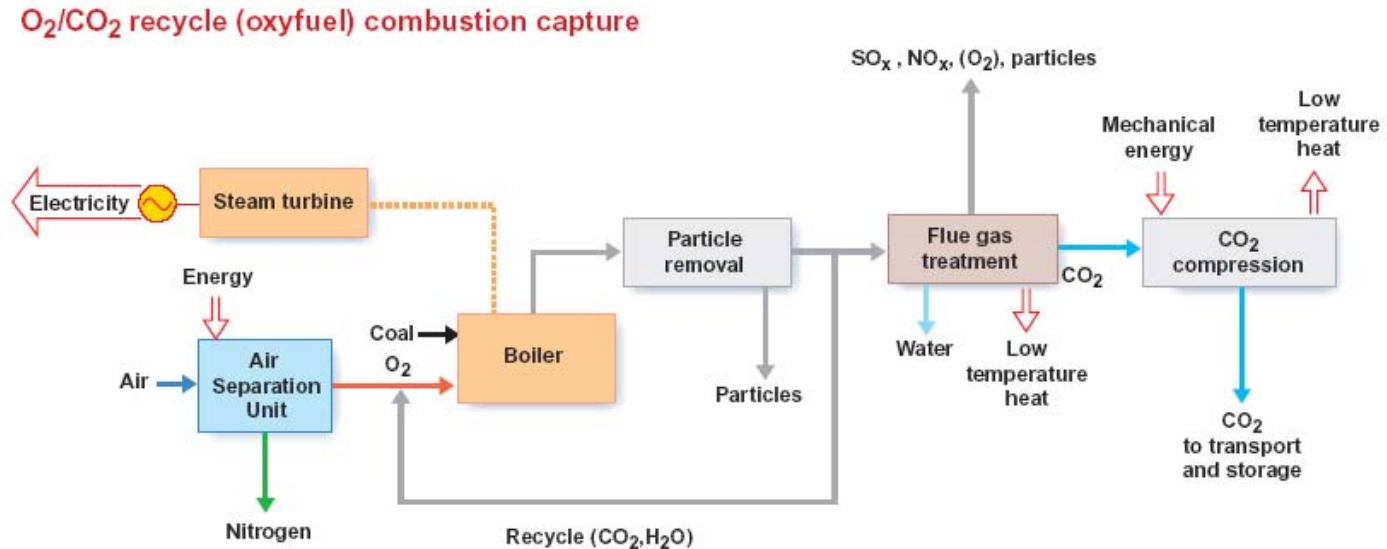 O₂/CO₂ recycle (oxyfuel) combustion capture
SOₓ , NOₓ, (O₂), particles
Mechanical
energy
Low
temperature
heat
Electricity
Steam turbine
Particle
removal
Flue gas
treatment
CO₂
CO₂
compression
Energy
Coal
O₂
Boiler
Air
Air
Separation
Unit
Particles
Water
Low
temperature
heat
CO₂
to transport
and storage
Nitrogen
Recycle (CO₂,H₂O)